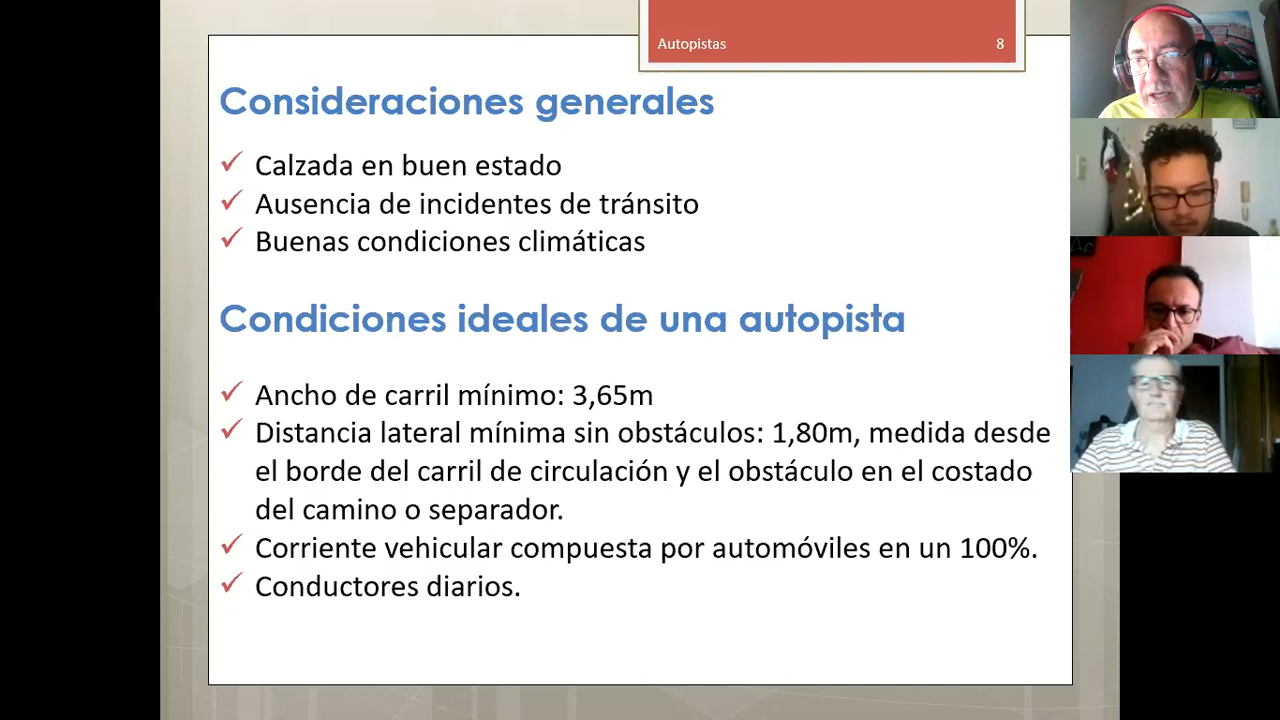 Autopistas 8
Consideraciones generales
Calzada en buen estado
Ausencia de incidentes de tránsito
Buenas condiciones climáticas
Condiciones ideales de una autopista
Ancho de carril mínimo: 3,65m
Distancia lateral mínima sin obstáculos: 1,80m, medida desde
el borde del carril de circulación y el obstáculo en el costado
del camino o separador.
Corriente vehicular compuesta por automóviles en un 100%.
Conductores diarios.